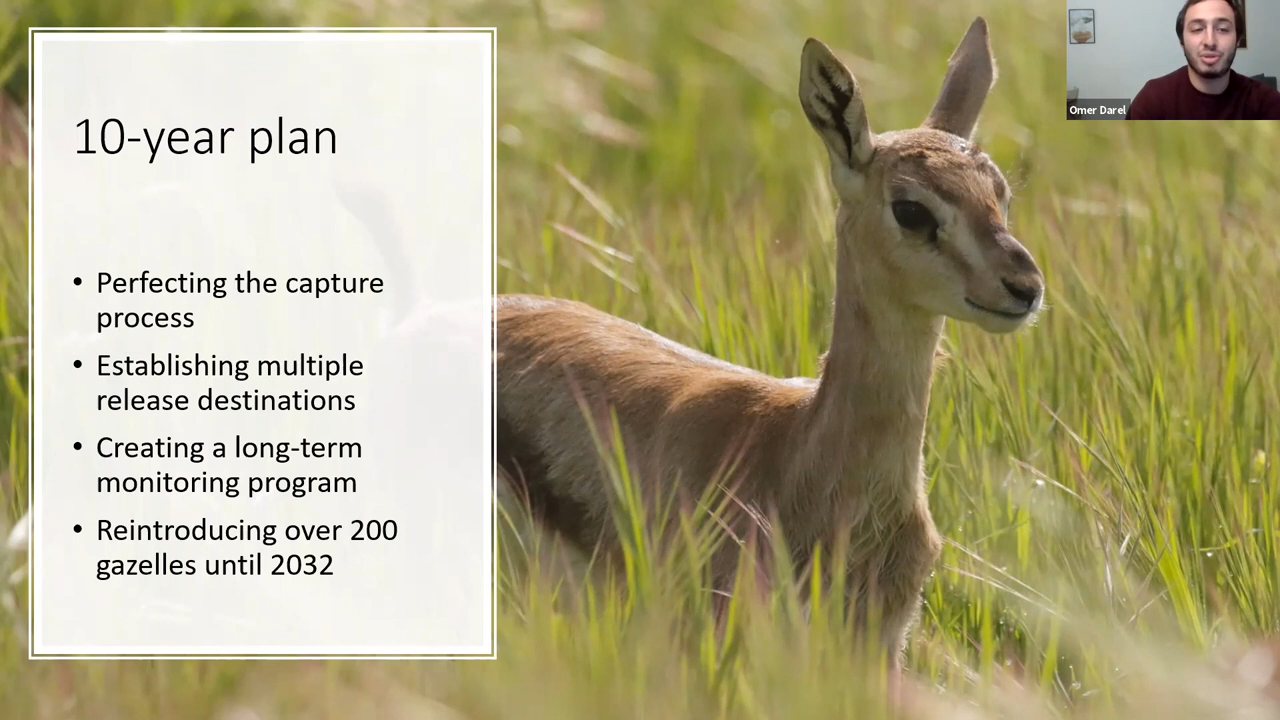 10-year plan
• Perfecting the capture
process
• Establishing multiple
release destinations
• Creating a long-term
monitoring program
• Reintroducing over 200
gazelles until 2032
Omer Darel